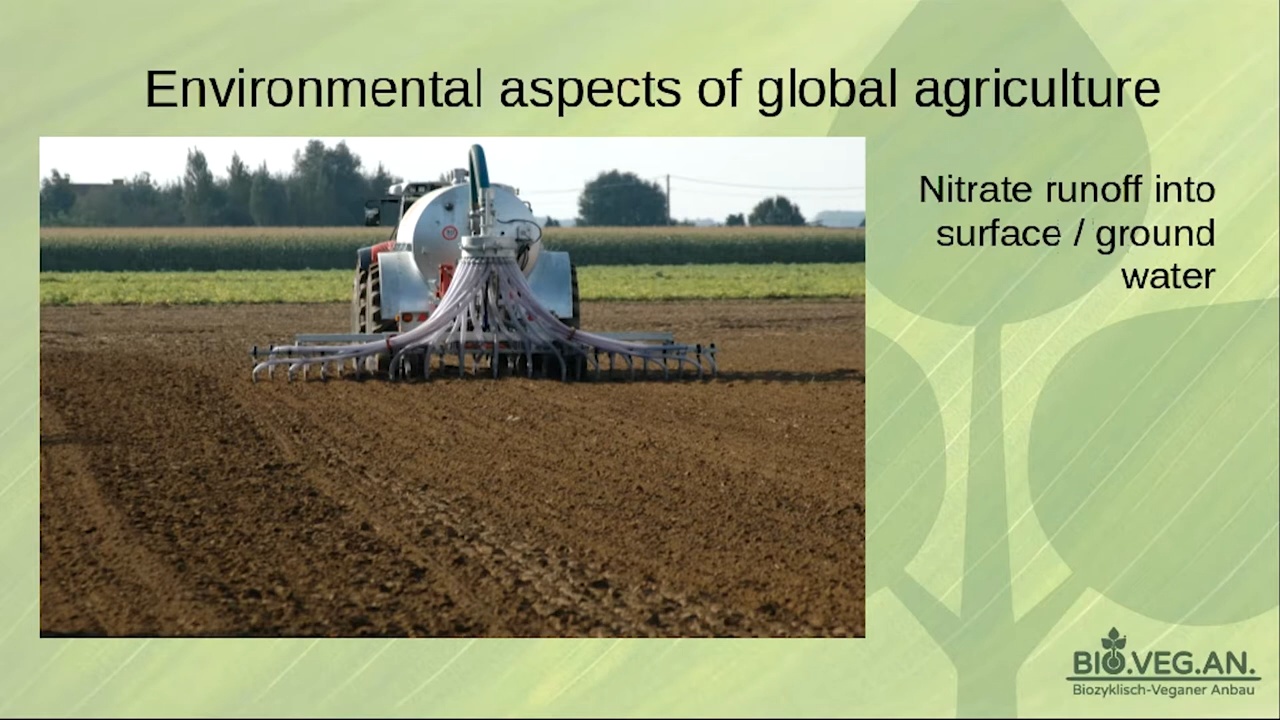 Environmental aspects of global agriculture
Nitrate runoff into
surface / ground
water
BIO.VEG.AN.
Biozyklisch-Veganer Anbau